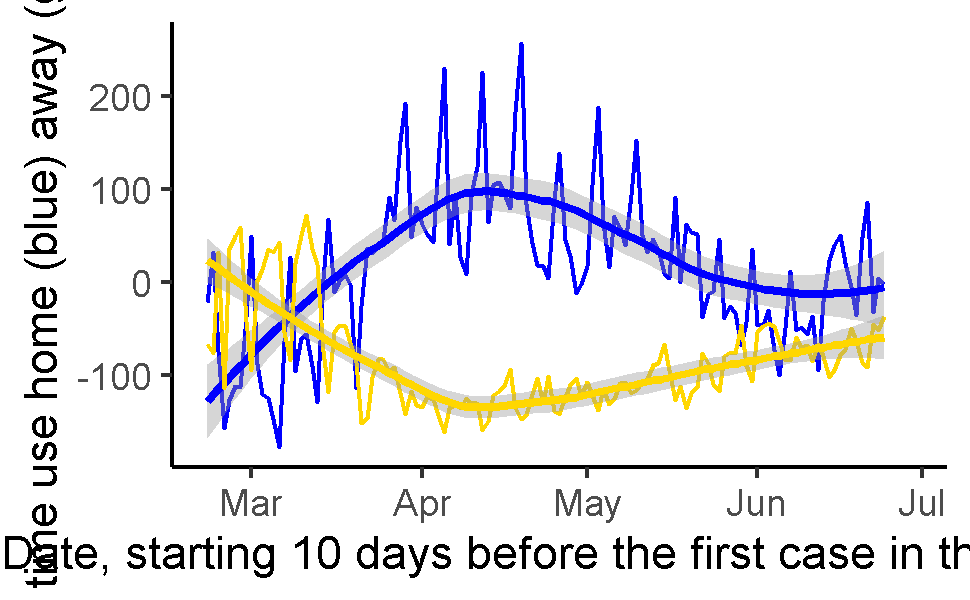 time use home (blue) away (
200
100
0
-100
Mar Apr May Jun Jul
Date, starting 10 days before the first case in th